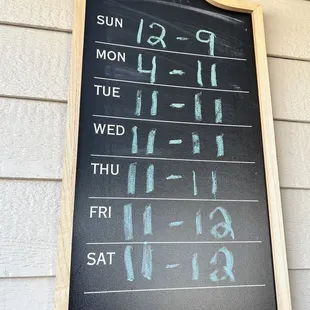 SUN 12 - 9
MON 4 - 11
TUE 11 - 11
WED 11 - 11
THU 11 - 11
FRI 11 - 12
SAT 11 - 12